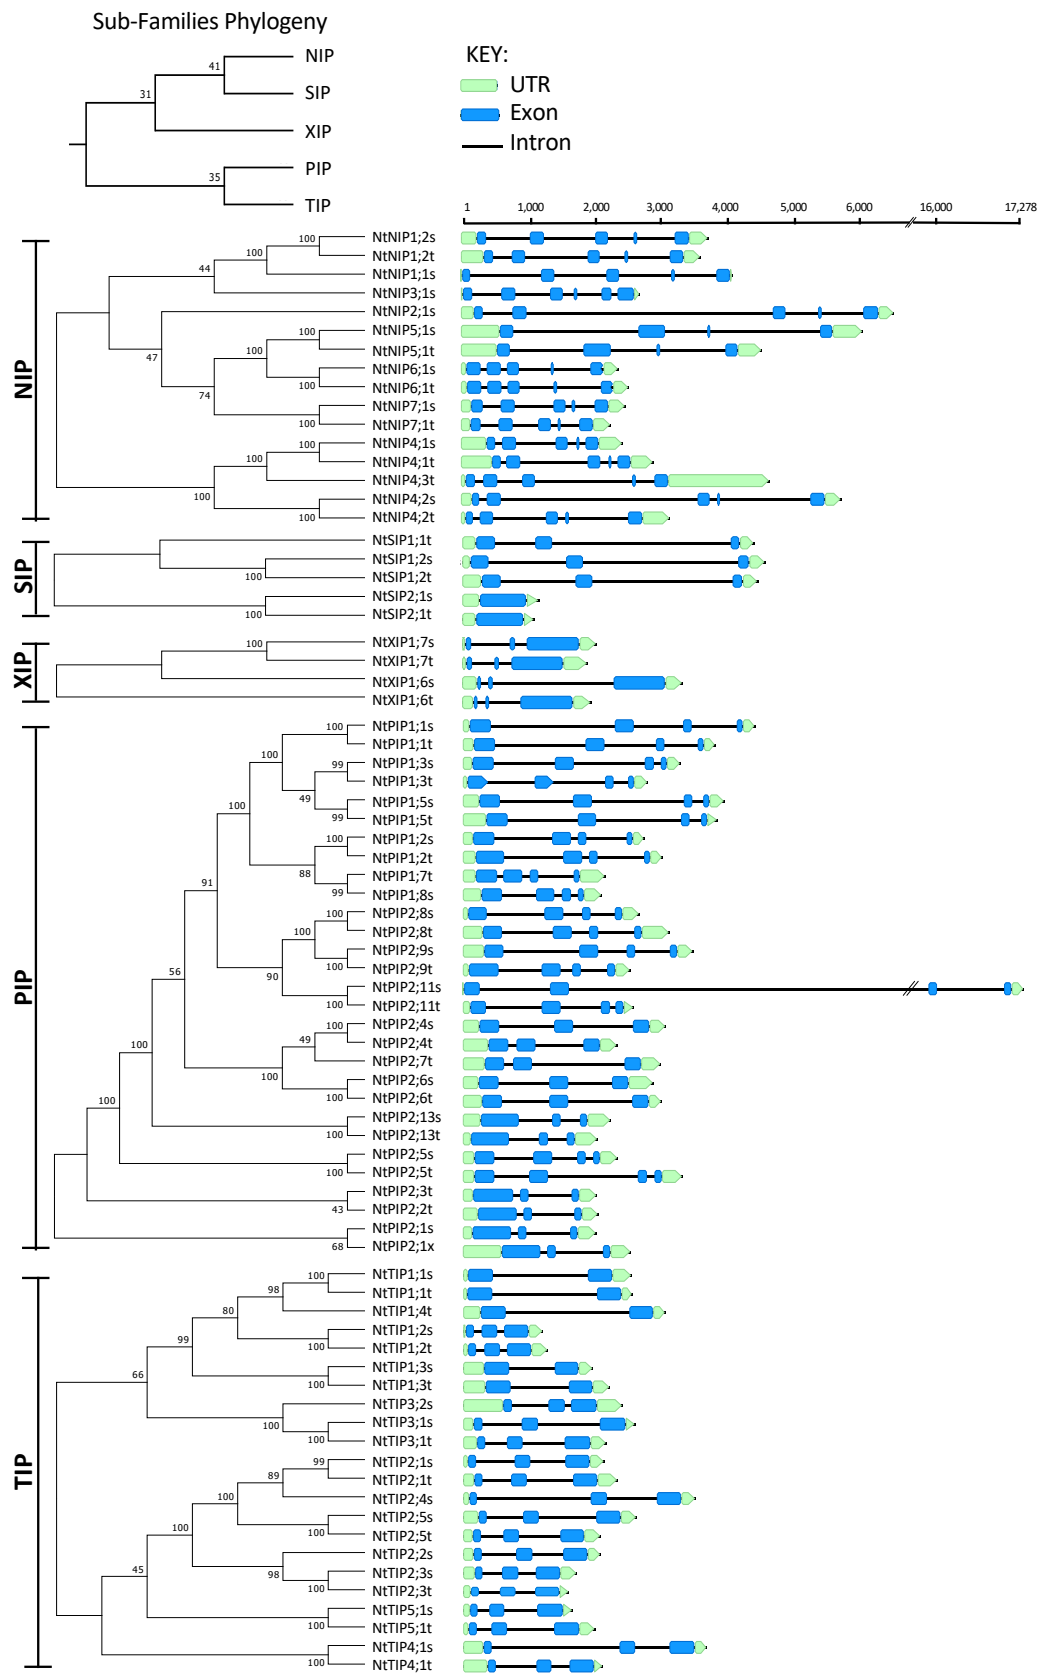 Sub-Families Phylogeny
NIP
SIP
XIP
PIP
TIP
41
31
35
KEY:
UTR
Exon
Intron
1 1,000 2,000 3,000 4,000 5,000 6,000 16,000 17,278
NIP
100 NtNIP1;2s
100 NtNIP1;2t
44 NtNIP1;1s
NtNIP3;1s
NtNIP2;1s
100 NtNIP5;1s
47 100 NtNIP5;1t
NtNIP6;1s
74 100 NtNIP6;1t
NtNIP7;1s
100 NtNIP7;1t
100 NtNIP4;1s
100 NtNIP4;1t
NtNIP4;3t
100 NtNIP4;2s
100 NtNIP4;2t
SIP
NtSIP1;1t
NtSIP1;2s
100 NtSIP1;2t
NtSIP2;1s
100 NtSIP2;1t
XIP
100 NtXIP1;7s
NtXIP1;7t
NtXIP1;6s
NtXIP1;6t
PIP
NtPIP1;1s
100 100 NtPIP1;1t
99 NtPIP1;3s
NtPIP1;3t
100 49 NtPIP1;5s
99 NtPIP1;5t
100 NtPIP1;2s
NtPIP1;2t
91 88 NtPIP1;7t
99 NtPIP1;8s
100 NtPIP2;8s
100 NtPIP2;8t
NtPIP2;9s
56 90 100 NtPIP2;9t
NtPIP2;11s
100 NtPIP2;11t
100 NtPIP2;4s
49 NtPIP2;4t
100 NtPIP2;7t
100 NtPIP2;6s
100 NtPIP2;6t
100 NtPIP2;13s
100 NtPIP2;13t
NtPIP2;5s
100 NtPIP2;5t
NtPIP2;3t
43 NtPIP2;2t
NtPIP2;1s
68 NtPIP2;1x
TIP
100 NtTIP1;1s
98 NtTIP1;1t
80 NtTIP1;4t
99 NtTIP1;2s
100 NtTIP1;2t
66 NtTIP1;3s
100 NtTIP1;3t
NtTIP3;2s
100 NtTIP3;1s
100 NtTIP3;1t
99 NtTIP2;1s
89 NtTIP2;1t
100 NtTIP2;4s
100 NtTIP2;5s
100 NtTIP2;5t
NtTIP2;2s
45 98 NtTIP2;3s
100 NtTIP2;3t
NtTIP5;1s
100 NtTIP5;1t
NtTIP4;1s
100 NtTIP4;1t